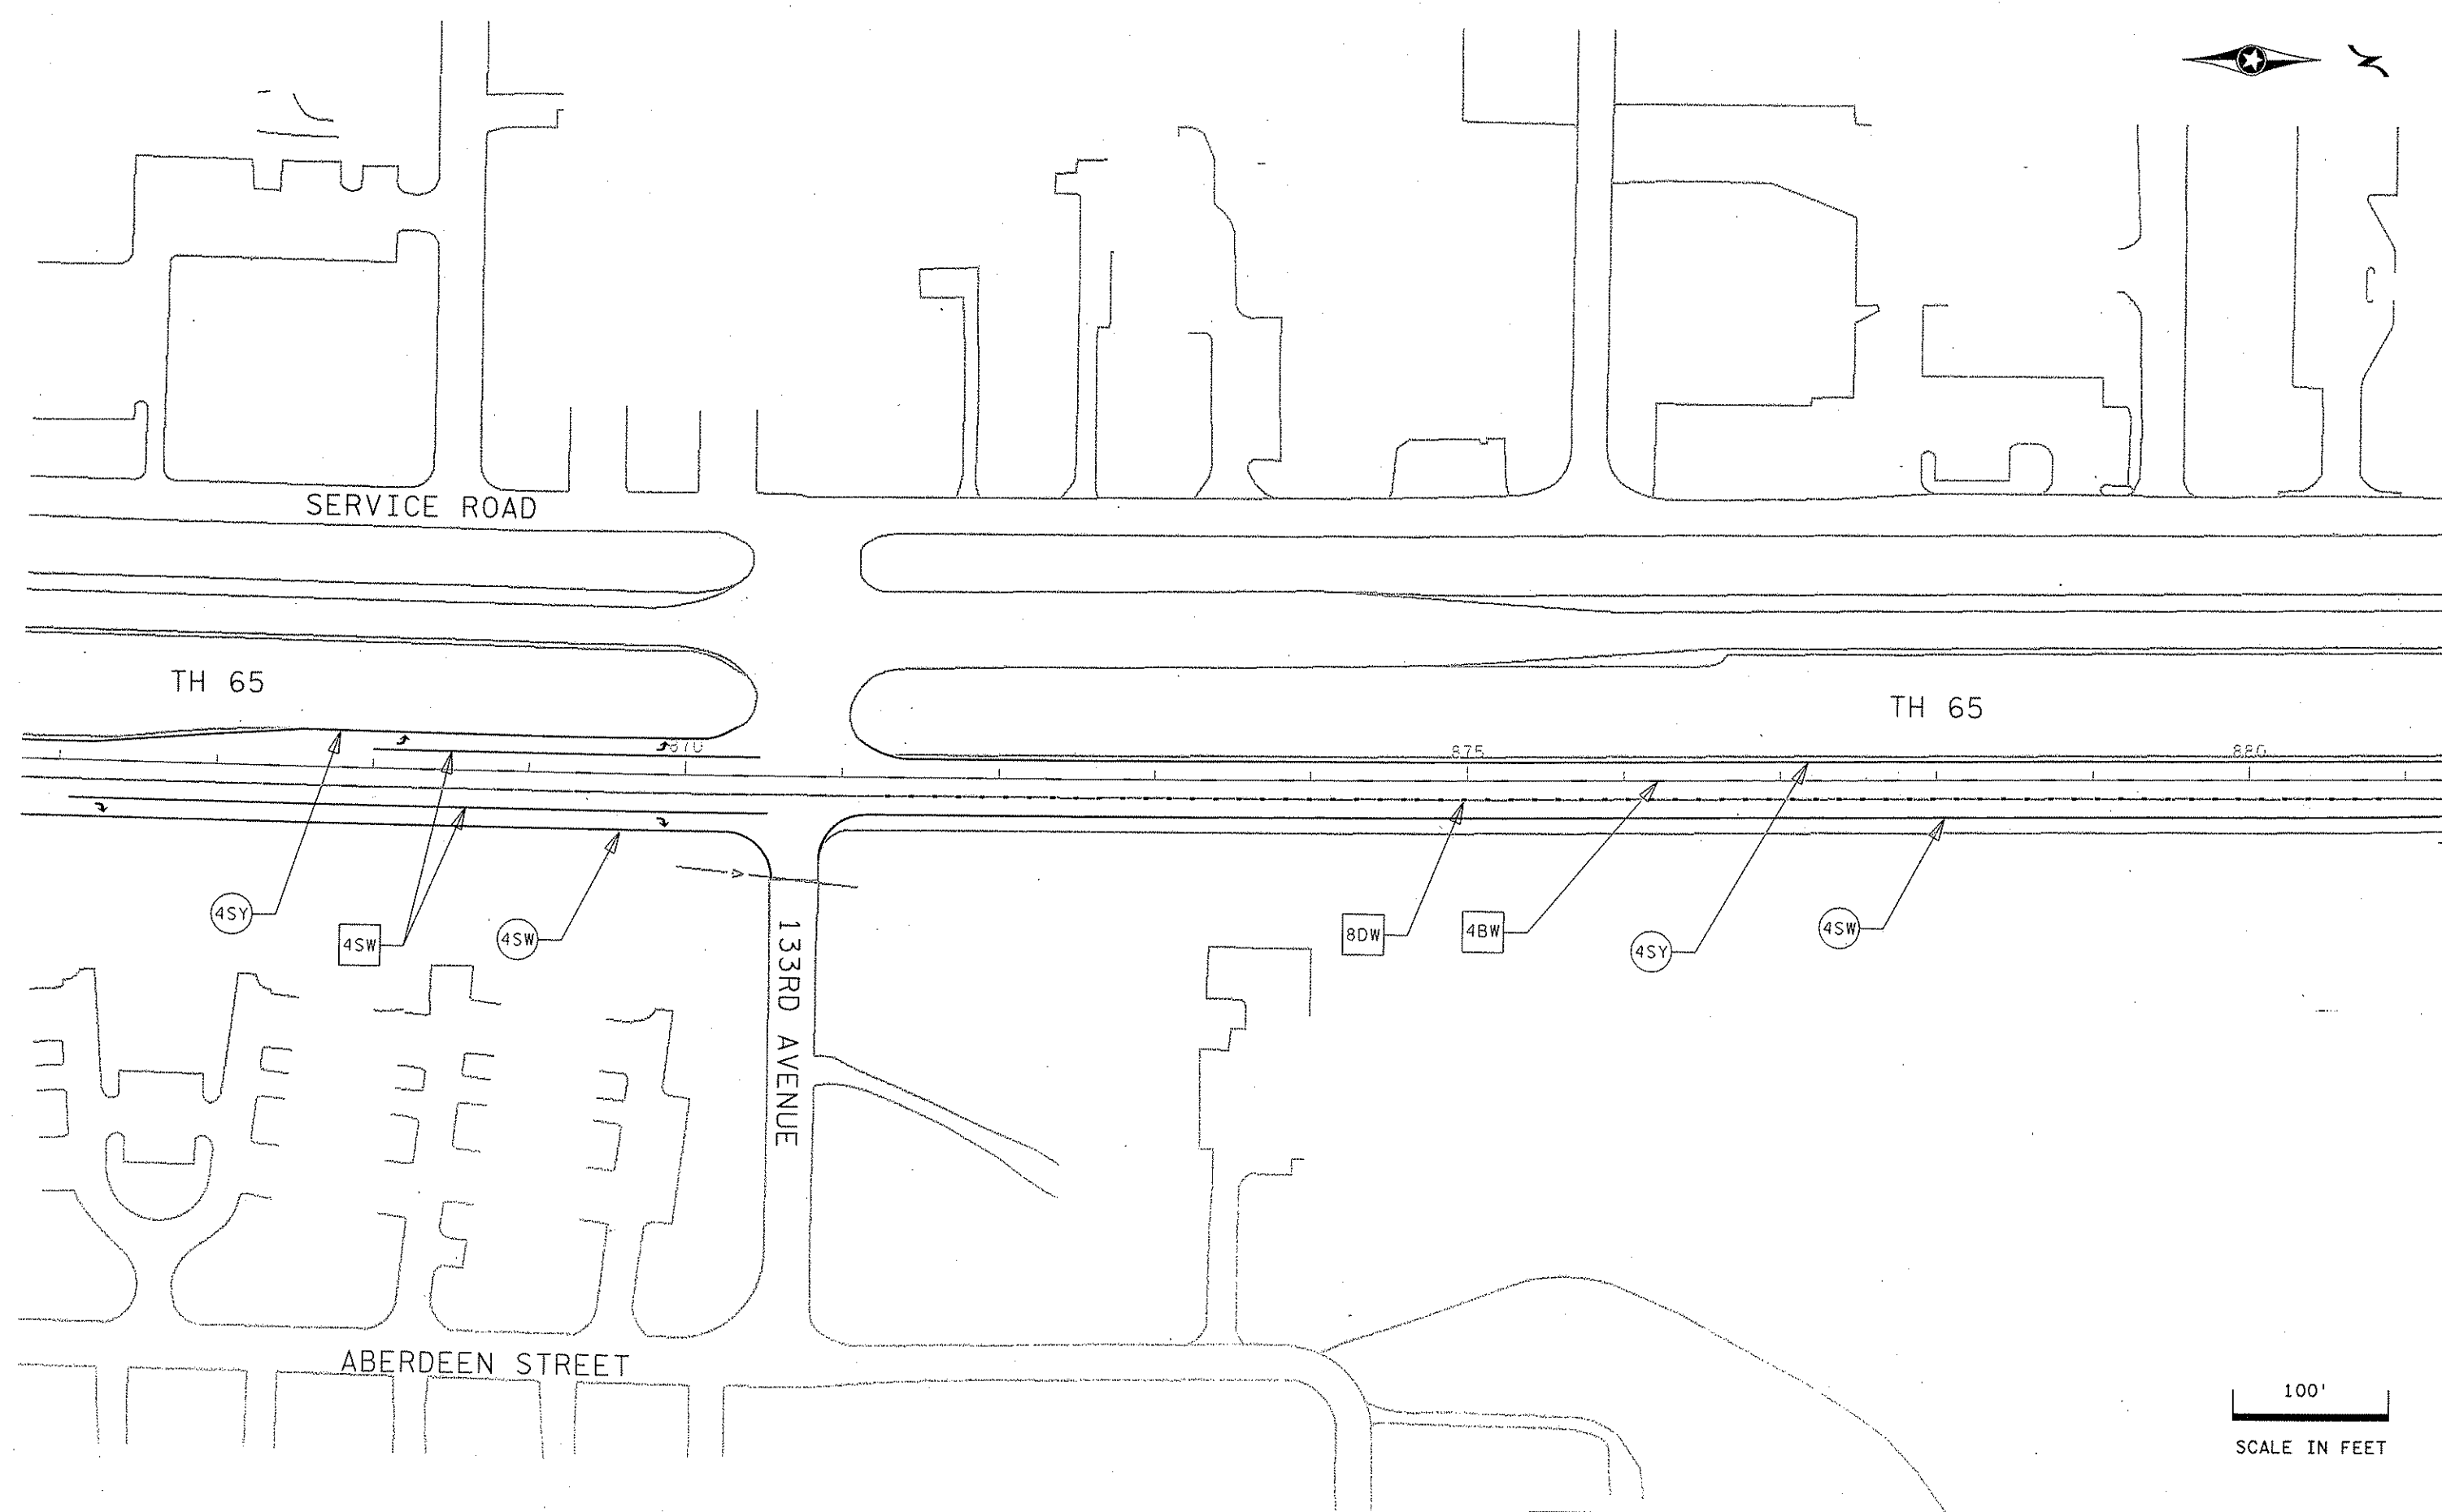 N
SERVICE ROAD
TH 65
TH 65
870
875
880
4SY
4SW
4SW
8DW
4BW
4SY
4SW
133RD AVENUE
ABERDEEN STREET
100'
SCALE IN FEET